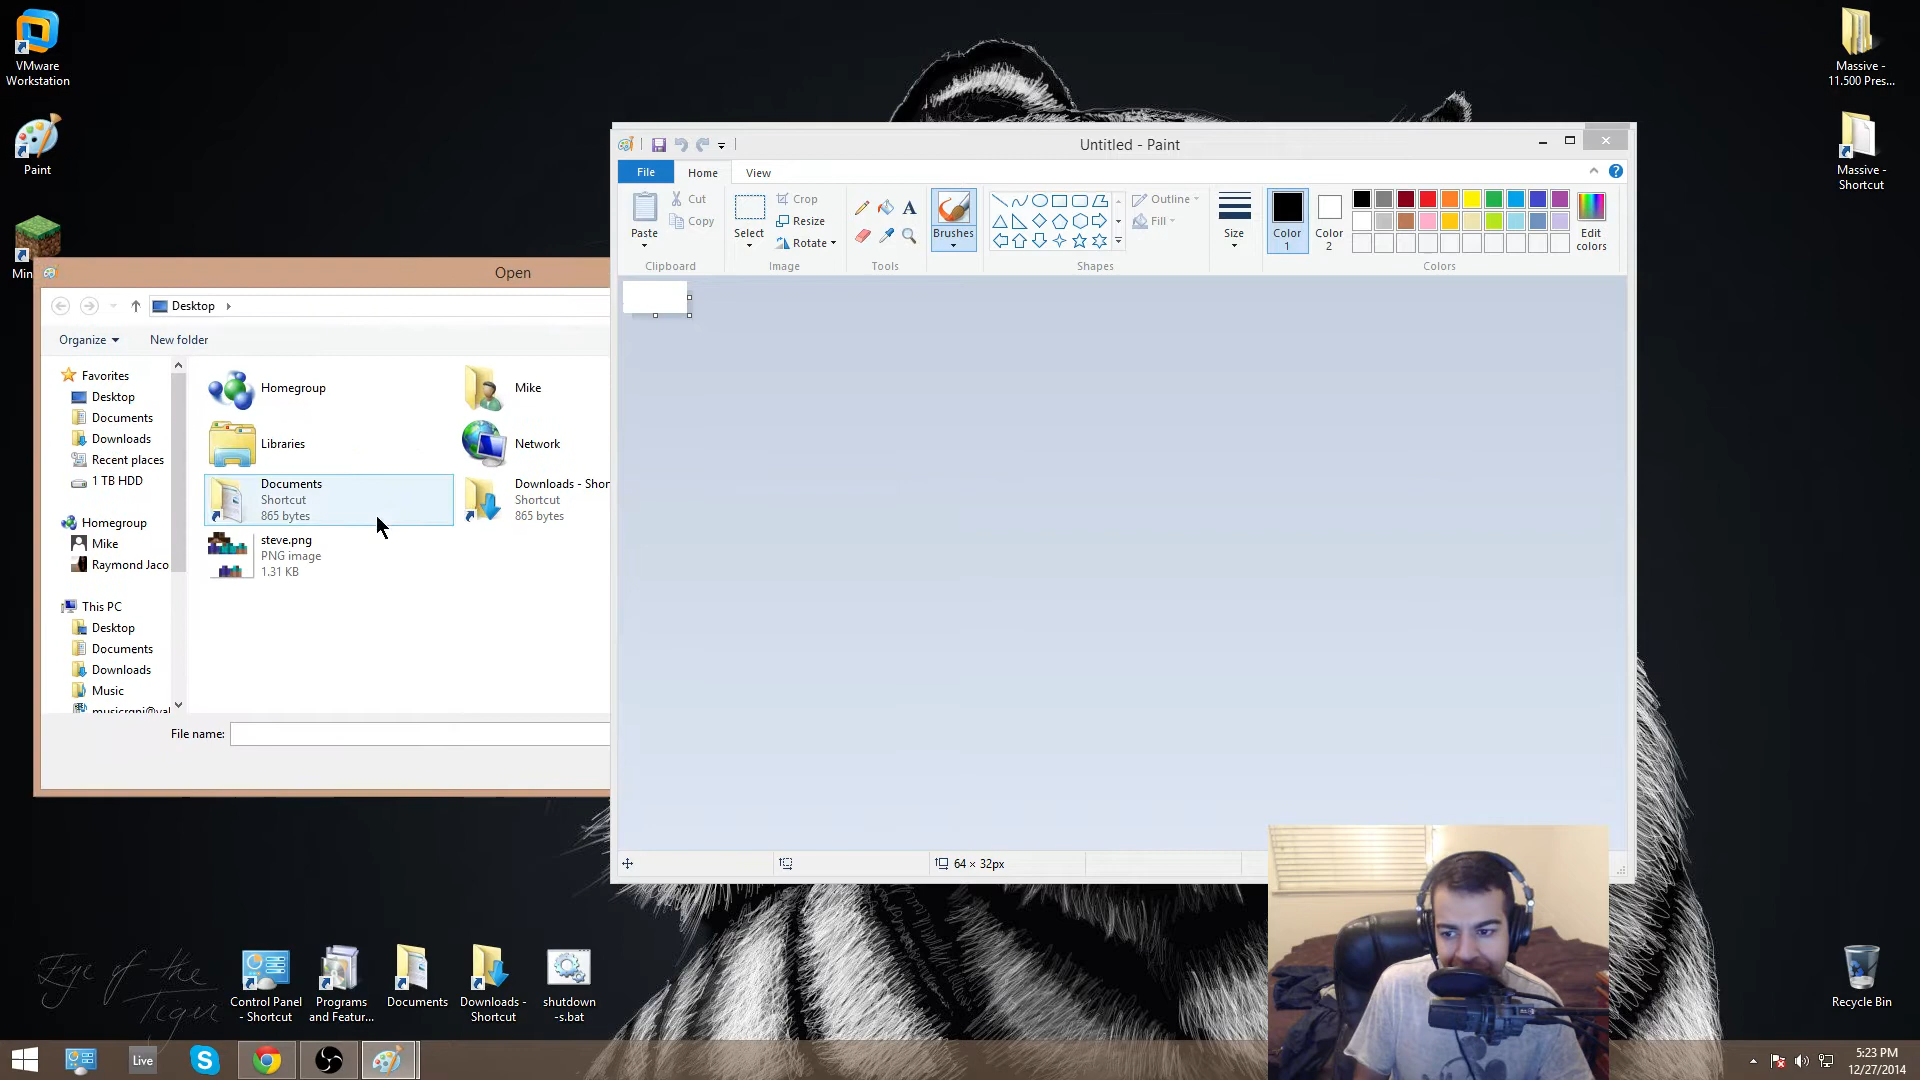 VMware
Workstation
Paint
Min
Massive -
11.500 Pres...
Massive -
Shortcut
Open
Desktop
Organize
New folder
Favorites
Desktop
Documents
Downloads
Recent places
1 TB HDD
Homegroup
Mike
Raymond Jaco
This PC
Desktop
Documents
Downloads
Music
Homegroup
Mike
Libraries
Network
Documents
Shortcut
865 bytes
Downloads - Shor
Shortcut
865 bytes
steve.png
PNG image
1.31 KB
File name:
Untitled - Paint
File
Home
View
Paste
Cut
Copy
Clipboard
Select
Crop
Resize
Rotate
Image
A
Tools
Brushes
Shapes
Outline
Fill
Size
Color
1
Color
2
Edit
colors
Colors
64 × 32px
Eye of the
Tiger
Control Panel
- Shortcut
Programs
and Featur...
Documents
Downloads -
Shortcut
shutdown
-s.bat
Recycle Bin
Live
5:23 PM
12/27/2014